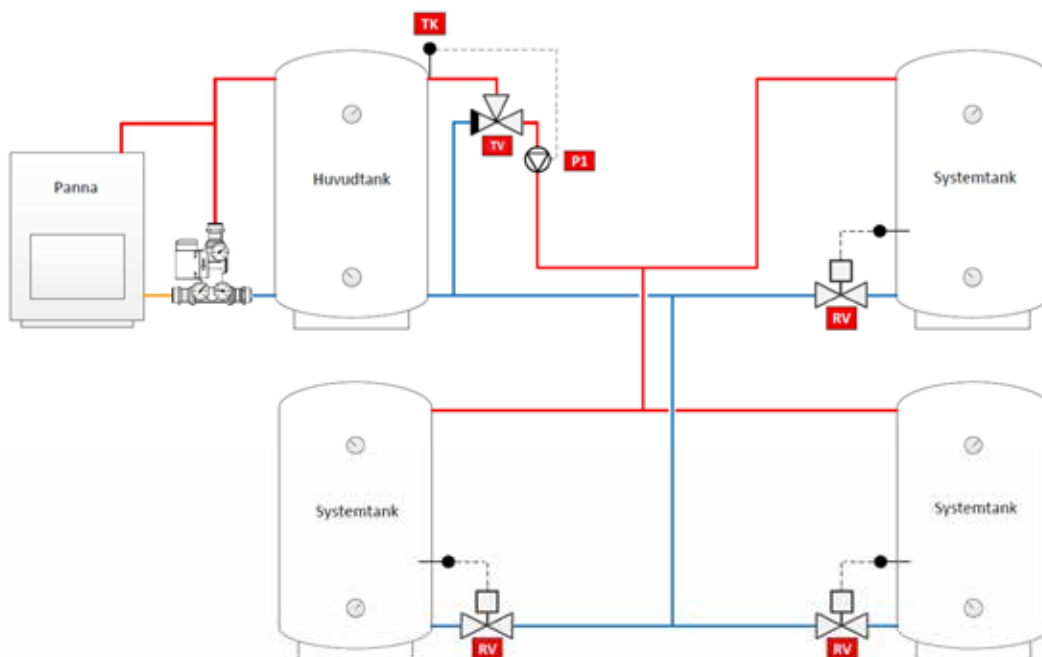 TK
Panna
Huvudtank
TV
P1
Systemtank
RV
Systemtank
Systemtank
RV
RV